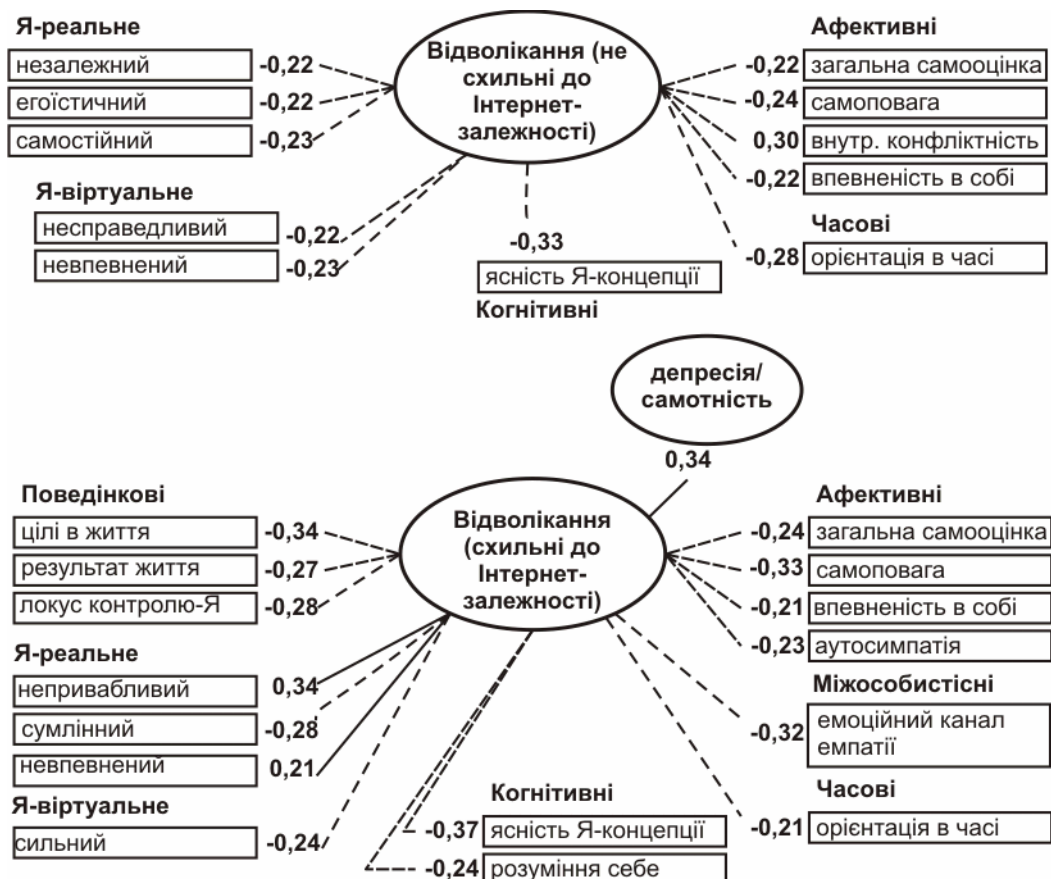 Я-реальне
незалежний -0,22
егоїстичний -0,22
самостійний -0,23
Я-віртуальне
несправедливий -0,22
невпевнений -0,23
Відволікання (не
схильні до
Інтернет-
залежності)
-0,33
ясність Я-концепції
Когнітивні
Афективні
-0,22 загальна самооцінка
-0,24 самоповага
0,30 внутр. конфліктність
-0,22 впевненість в собі
Часові
-0,28 орієнтація в часі
депресія/
самотність
0,34
Поведінкові
цілі в життя -0,34
результат життя -0,27
локус контролю-Я -0,28
Я-реальне
непривабливий 0,34
сумлінний -0,28
невпевнений 0,21
Я-віртуальне
сильний -0,24
Відволікання
(схильні до
Інтернет-
залежності)
Когнітивні
-0,37 ясність Я-концепції
-0,24 розуміння себе
Афективні
-0,24 загальна самооцінка
-0,33 самоповага
-0,21 впевненість в собі
-0,23 аутосимпатія
Міжособистісні
-0,32 емоційний канал
емпатії
Часові
-0,21 орієнтація в часі